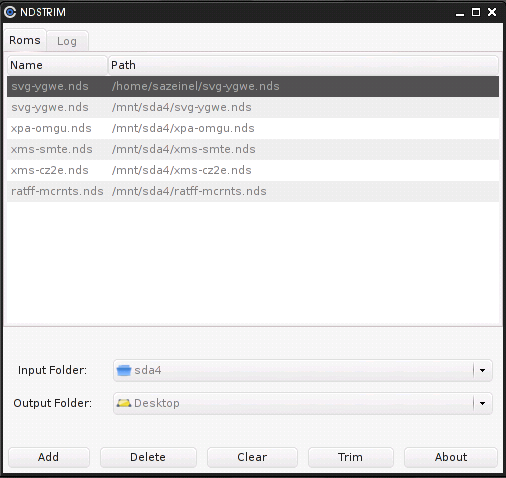 NDSTRIM
Roms Log
Name Path
svg-ygwe.nds /home/sazeinel/svg-ygwe.nds
svg-ygwe.nds /mnt/sda4/svg-ygwe.nds
xpa-omgu.nds /mnt/sda4/xpa-omgu.nds
xms-smte.nds /mnt/sda4/xms-smte.nds
xms-cz2e.nds /mnt/sda4/xms-cz2e.nds
ratff-mcrnts.nds /mnt/sda4/ratff-mcrnts.nds
Input Folder: sda4
Output Folder: Desktop
Add Delete Clear Trim About